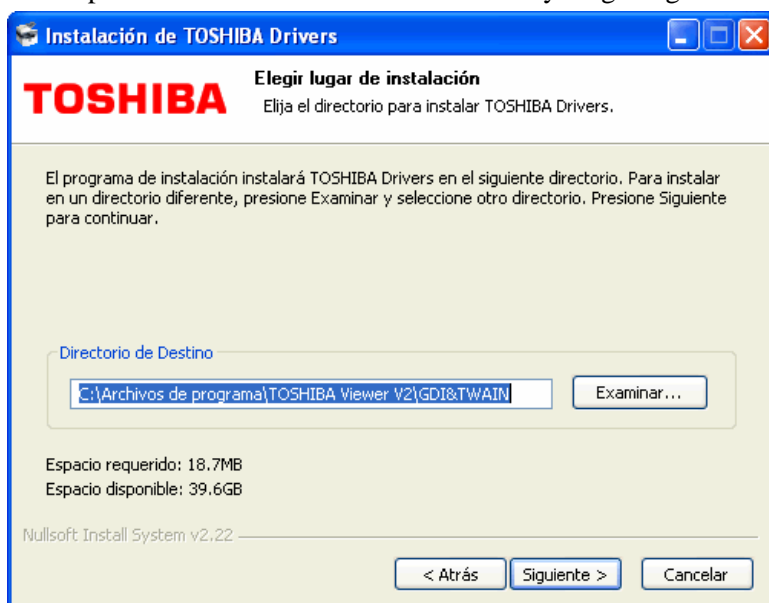 Instalación de TOSHIBA Drivers
TOSHIBA
Elegir lugar de instalación
Elija el directorio para instalar TOSHIBA Drivers.
El programa de instalación instalará TOSHIBA Drivers en el siguiente directorio. Para instalar
en un directorio diferente, presione Examinar y seleccione otro directorio. Presione Siguiente
para continuar.
Directorio de Destino
C:\Archivos de programa\TOSHIBA Viewer V2\GDI&TWAIN
Examinar...
Espacio requerido: 18.7MB
Espacio disponible: 39.6GB
Nullsoft Install System v2.22
< Atrás
Siguiente >
Cancelar